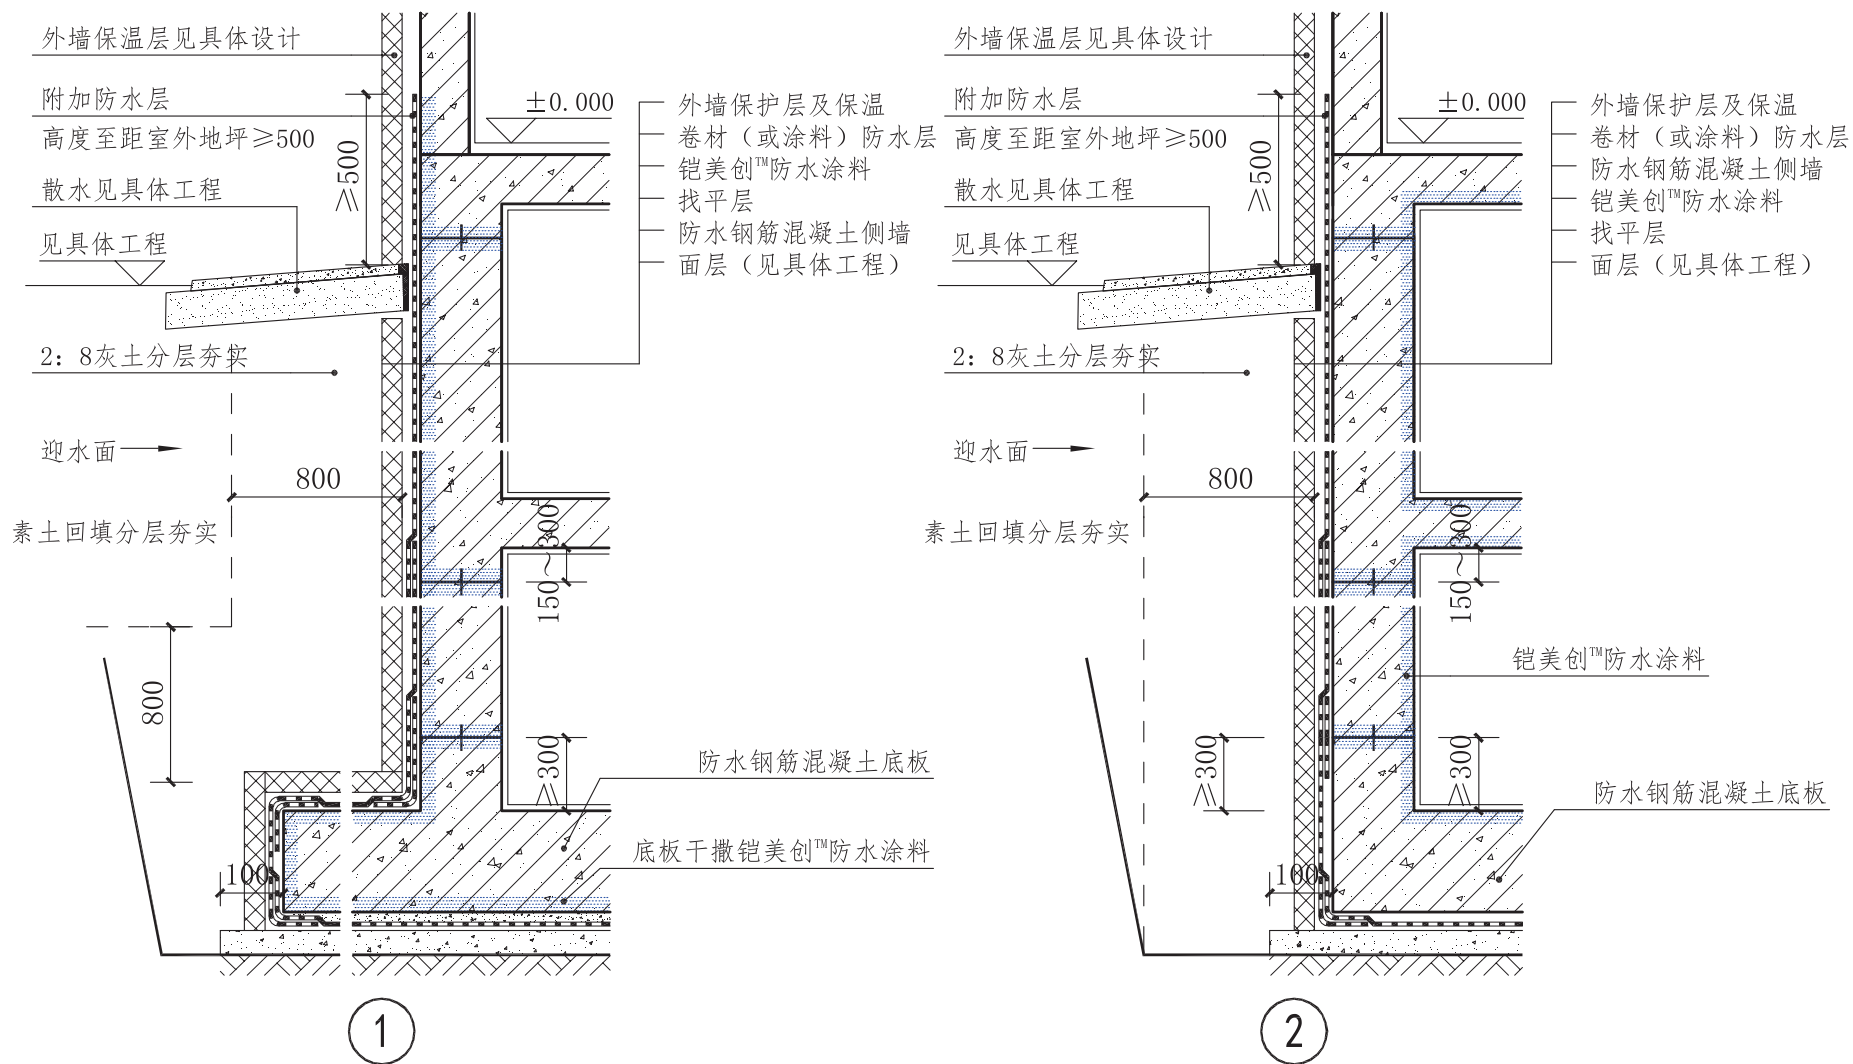 外墙保温层见具体设计
附加防水层
高度至距室外地坪≥500
散水见具体工程
见具体工程
2：8灰土分层夯实
迎水面
素土回填分层夯实
≥500
±0.000
外墙保护层及保温
卷材（或涂料）防水层
铠美创™防水涂料
找平层
防水钢筋混凝土侧墙
面层（见具体工程）
800
150～300
800
≥300
防水钢筋混凝土底板
底板干撒铠美创™防水涂料
100
1
外墙保温层见具体设计
附加防水层
高度至距室外地坪≥500
散水见具体工程
见具体工程
2：8灰土分层夯实
迎水面
素土回填分层夯实
≥500
±0.000
外墙保护层及保温
卷材（或涂料）防水层
防水钢筋混凝土侧墙
铠美创™防水涂料
找平层
面层（见具体工程）
800
150～300
铠美创™防水涂料
≥300
≥300
防水钢筋混凝土底板
100
2